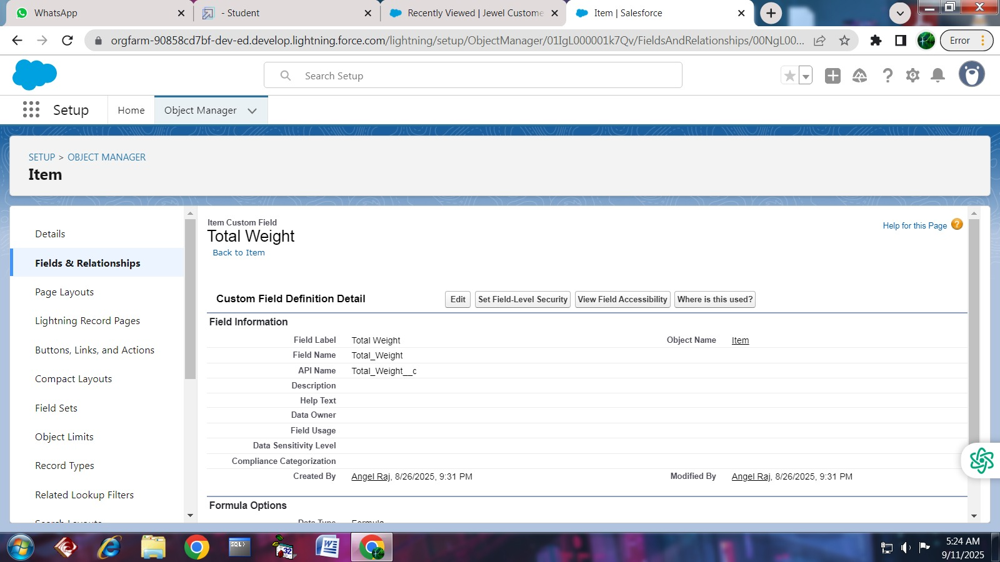 WhatsApp
- Student
Recently Viewed | Jewel Custome
Item | Salesforce
orgfarm-90858cd7bf-dev-ed.develop.lightning.force.com/lightning/setup/ObjectManager/01IgL000001k7Qv/FieldsAndRelationships/00NgL00...
Error
Search Setup
Setup
Home
Object Manager
SETUP > OBJECT MANAGER
Item
Details
Fields & Relationships
Page Layouts
Lightning Record Pages
Buttons, Links, and Actions
Compact Layouts
Field Sets
Object Limits
Record Types
Related Lookup Filters
Search Layouts
Item Custom Field
Total Weight
Back to Item
Help for this Page ?
Custom Field Definition Detail
Edit
Set Field-Level Security
View Field Accessibility
Where is this used?
Field Information
Field Label Total Weight
Object Name Item
Field Name Total_Weight
API Name Total_Weight__c
Description
Help Text
Data Owner
Field Usage
Data Sensitivity Level
Compliance Categorization
Created By Angel Raj, 8/26/2025, 9:31 PM
Modified By Angel Raj, 8/26/2025, 9:31 PM
Formula Options
Data Type Formula
SQL>
32
W
5:24 AM
9/11/2025